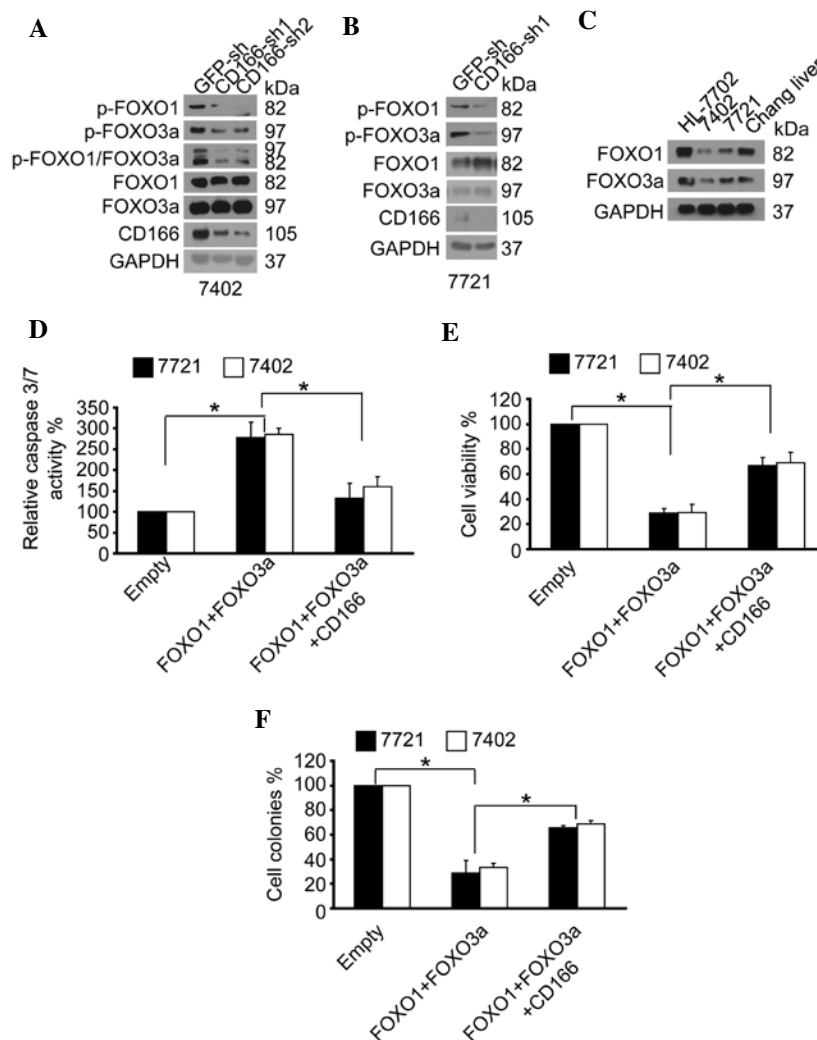 A
GFP-sh
CD166-sh1
CD166-sh2
kDa
p-FOXO1 82
p-FOXO3a 97
p-FOXO1/FOXO3a 97
82
FOXO1 82
FOXO3a 97
CD166 105
GAPDH 37
7402
B
GFP-sh
CD166-sh1
kDa
p-FOXO1 82
p-FOXO3a 97
FOXO1 82
FOXO3a 97
CD166 105
GAPDH 37
7721
C
HL-7702
7402
7721
Chang liver
kDa
FOXO1 82
FOXO3a 97
GAPDH 37
D
7721 7402
Relative caspase 3/7
activity %
350
300
250
200
150
100
50
0
* *
Empty
FOXO1+FOXO3a
FOXO1+FOXO3a
+CD166
E
7721 7402
Cell viability %
120
100
80
60
40
20
0
* *
Empty
FOXO1+FOXO3a
FOXO1+FOXO3a
+CD166
F
7721 7402
Cell colonies %
120
100
80
60
40
20
0
* *
Empty
FOXO1+FOXO3a
FOXO1+FOXO3a
+CD166